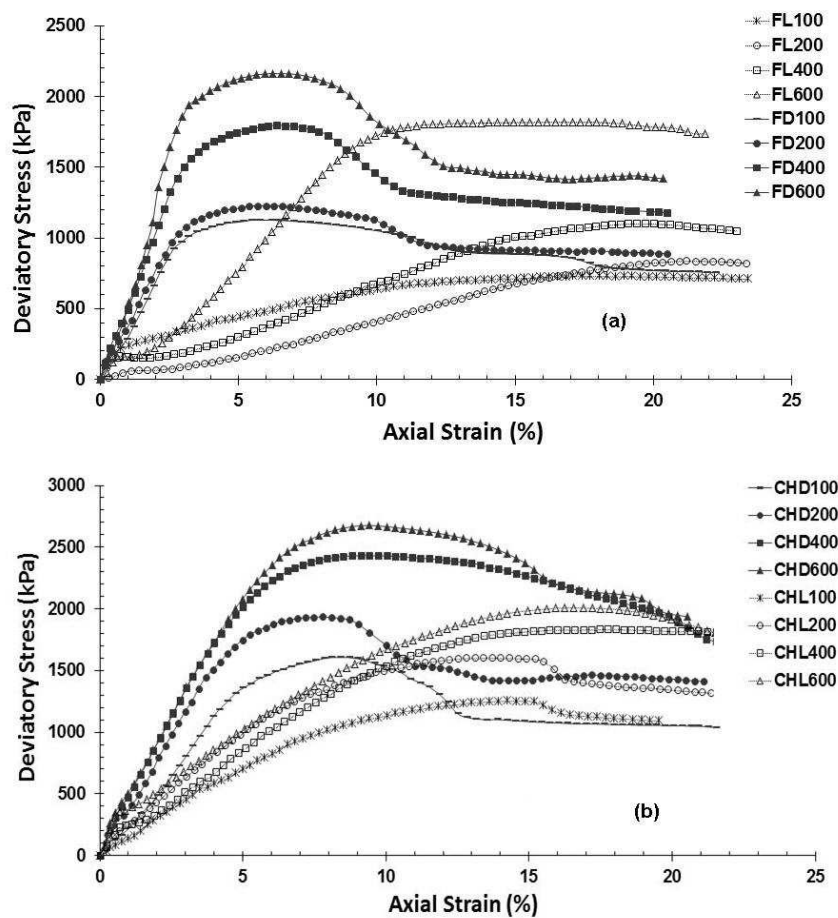 2500
2000
1500
1000
500
0
Deviatory Stress (kPa)
0 5 10 15 20 25
Axial Strain (%)
(a)
FL100
FL200
FL400
FL600
FD100
FD200
FD400
FD600
3000
2500
2000
1500
1000
500
0
Deviatory Stress (kPa)
0 5 10 15 20 25
Axial Strain (%)
(b)
CHD100
CHD200
CHD400
CHD600
CHL100
CHL200
CHL400
CHL600